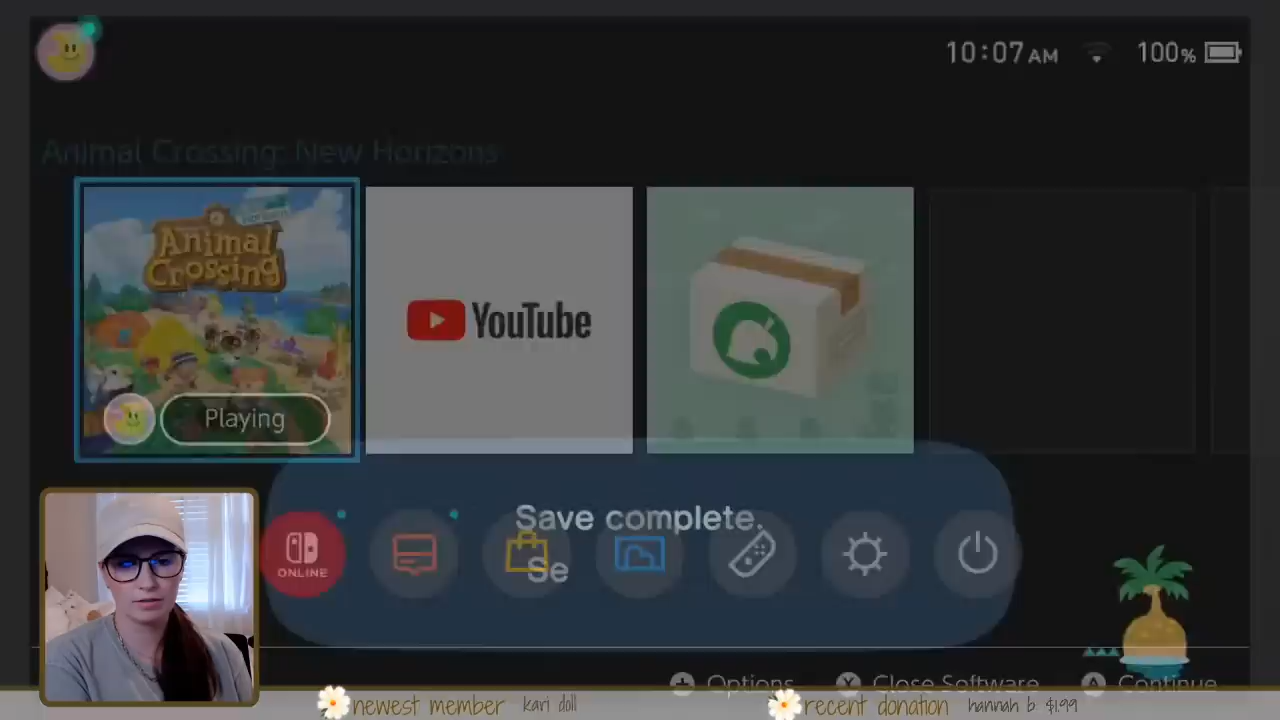 10:07 AM 100%
Animal Crossing: New Horizons
Animal
Crossing
YouTube
Playing
Save complete.
Se
ONLINE
Options Close Software Continue
newest member kari doll recent donation hannah b $1.99